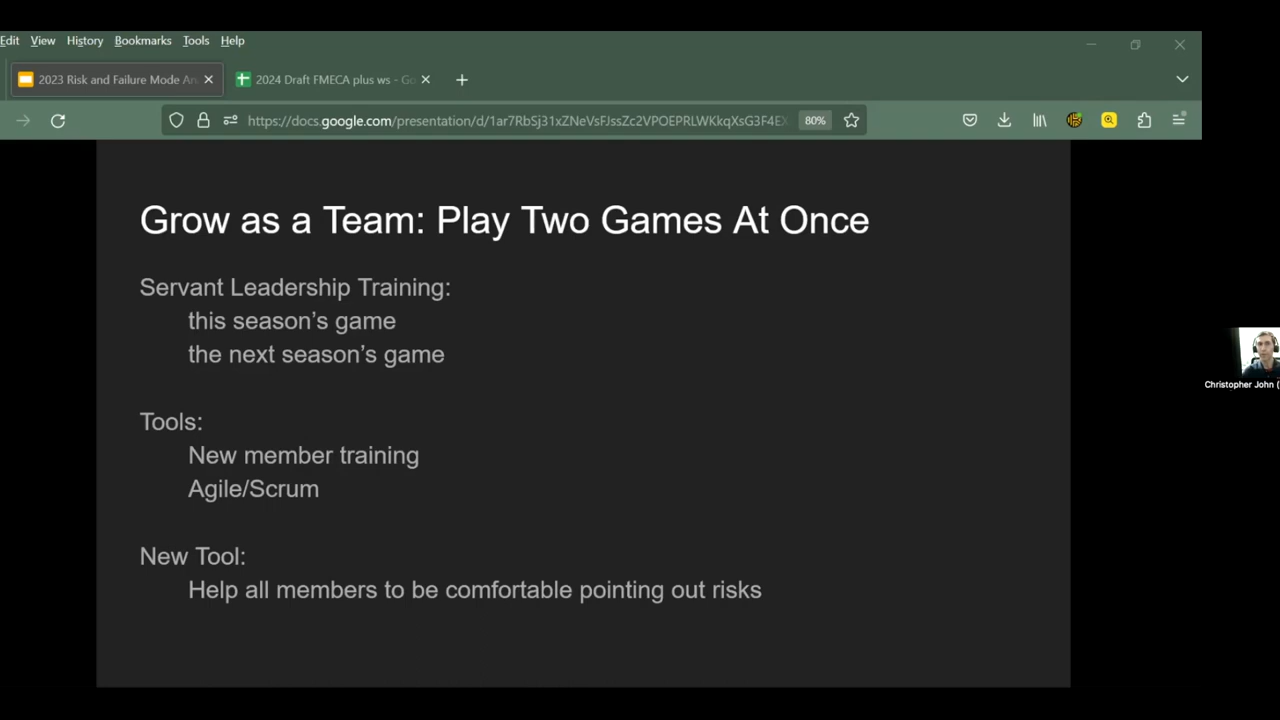 Edit View History Bookmarks Tools Help
2023 Risk and Failure Mode An
2024 Draft FMECA plus ws - Go
https://docs.google.com/presentation/d/1ar7RbSj31xZNeVsFJssZc2VPOEPRLWKkqXsG3F4EX
80%
Grow as a Team: Play Two Games At Once
Servant Leadership Training:
this season’s game
the next season’s game
Tools:
New member training
Agile/Scrum
New Tool:
Help all members to be comfortable pointing out risks
Christopher John (